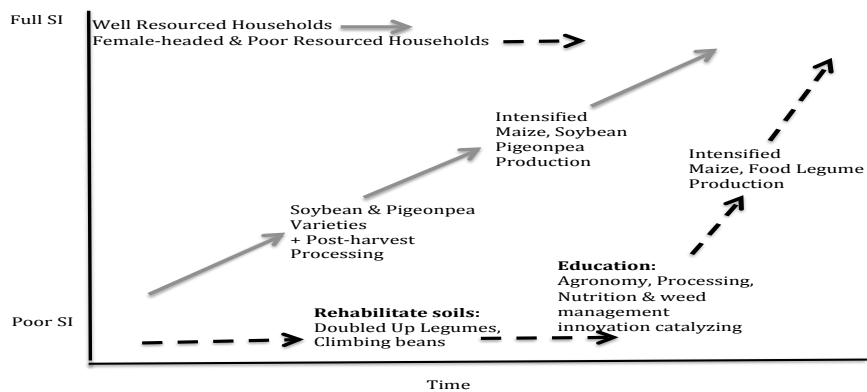 Full SI
Well Resourced Households
Female-headed & Poor Resourced Households
Intensified
Maize, Soybean
Pigeonpea
Production
Intensified
Maize, Food Legume
Production
Soybean & Pigeonpea
Varieties
+ Post-harvest
Processing
Education:
Agronomy, Processing,
Nutrition & weed
management
innovation catalyzing
Rehabilitate soils:
Doubled Up Legumes,
Climbing beans
Poor SI
Time